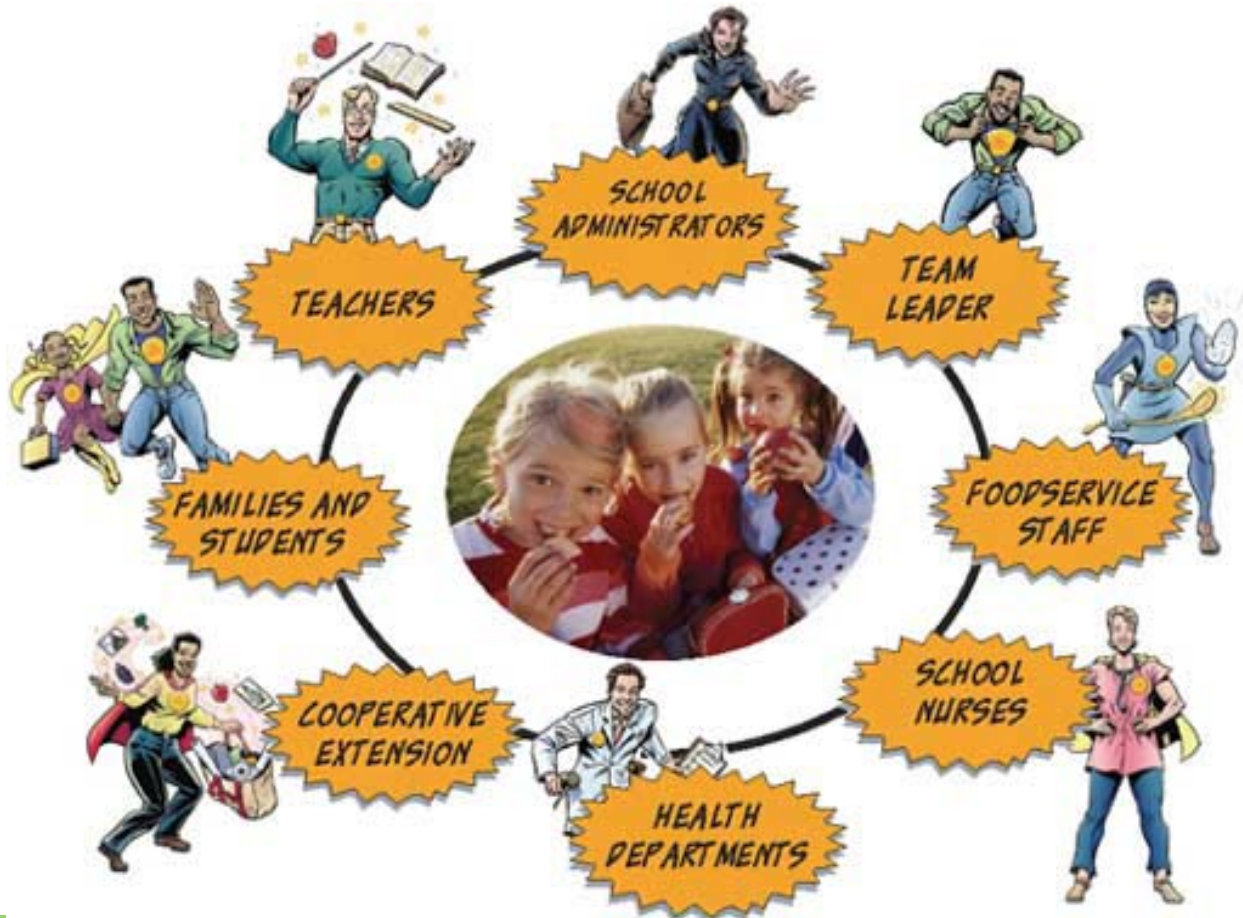 SCHOOL
ADMINISTRATORS
TEAM
LEADER
FOODSERVICE
STAFF
SCHOOL
NURSES
HEALTH
DEPARTMENTS
COOPERATIVE
EXTENSION
FAMILIES AND
STUDENTS
TEACHERS